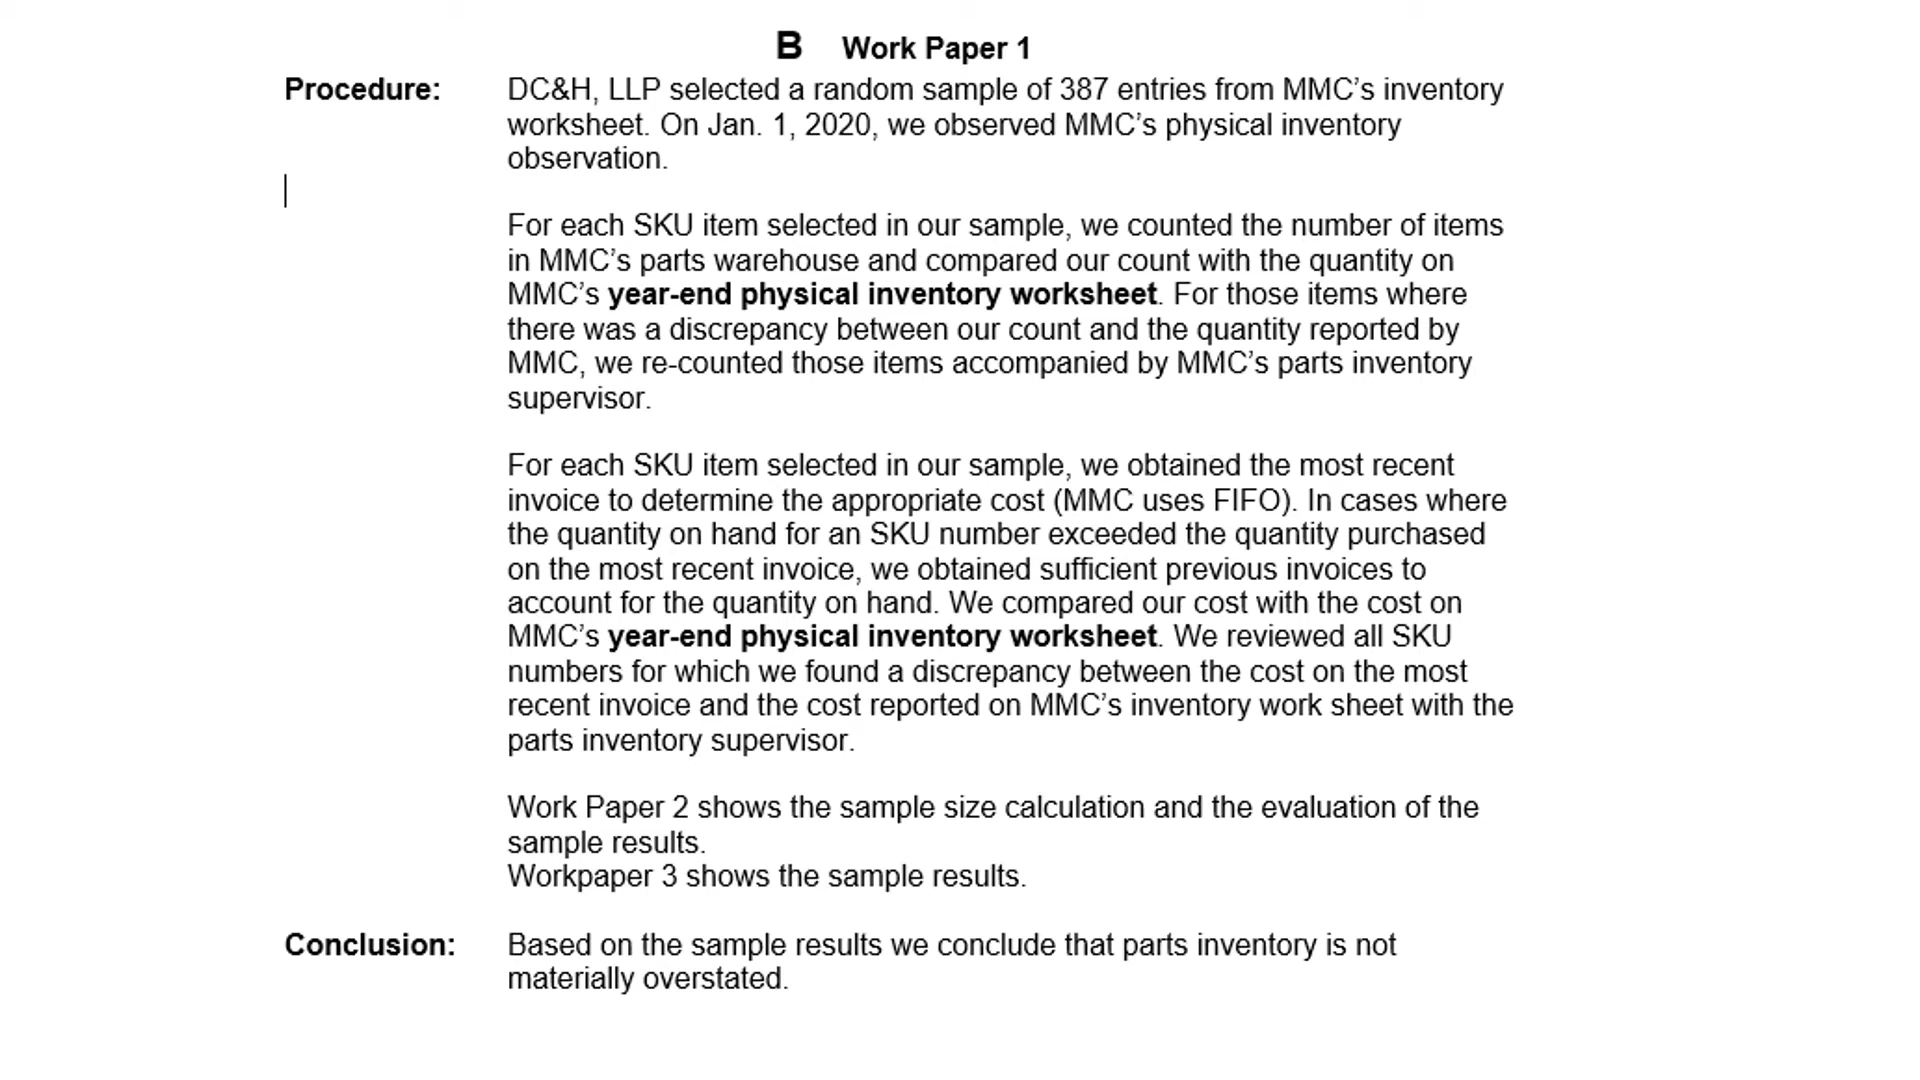 B Work Paper 1
Procedure: DC&H, LLP selected a random sample of 387 entries from MMC’s inventory
worksheet. On Jan. 1, 2020, we observed MMC’s physical inventory
observation.
For each SKU item selected in our sample, we counted the number of items
in MMC’s parts warehouse and compared our count with the quantity on
MMC’s year-end physical inventory worksheet. For those items where
there was a discrepancy between our count and the quantity reported by
MMC, we re-counted those items accompanied by MMC’s parts inventory
supervisor.
For each SKU item selected in our sample, we obtained the most recent
invoice to determine the appropriate cost (MMC uses FIFO). In cases where
the quantity on hand for an SKU number exceeded the quantity purchased
on the most recent invoice, we obtained sufficient previous invoices to
account for the quantity on hand. We compared our cost with the cost on
MMC’s year-end physical inventory worksheet. We reviewed all SKU
numbers for which we found a discrepancy between the cost on the most
recent invoice and the cost reported on MMC’s inventory work sheet with the
parts inventory supervisor.
Work Paper 2 shows the sample size calculation and the evaluation of the
sample results.
Workpaper 3 shows the sample results.
Conclusion: Based on the sample results we conclude that parts inventory is not
materially overstated.